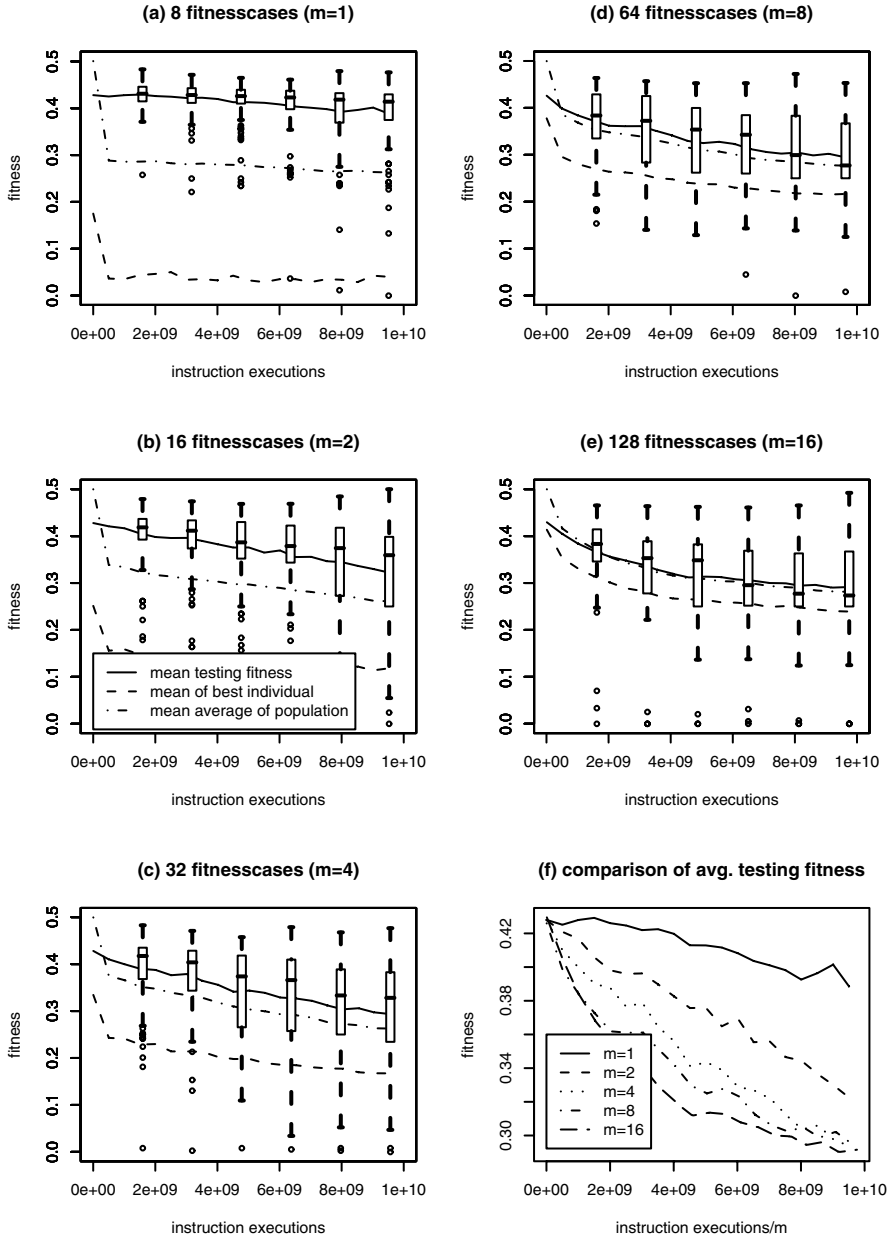 (a) 8 fitnesscases (m=1)
fitness
0.5
0.4
0.3
0.2
0.1
0.0
0e+00 2e+09 4e+09 6e+09 8e+09 1e+10
instruction executions
(d) 64 fitnesscases (m=8)
fitness
0.5
0.4
0.3
0.2
0.1
0.0
0e+00 2e+09 4e+09 6e+09 8e+09 1e+10
instruction executions
(b) 16 fitnesscases (m=2)
fitness
0.5
0.4
0.3
0.2
0.1
0.0
mean testing fitness
mean of best individual
mean average of population
0e+00 2e+09 4e+09 6e+09 8e+09 1e+10
instruction executions
(e) 128 fitnesscases (m=16)
fitness
0.5
0.4
0.3
0.2
0.1
0.0
0e+00 2e+09 4e+09 6e+09 8e+09 1e+10
instruction executions
(c) 32 fitnesscases (m=4)
fitness
0.5
0.4
0.3
0.2
0.1
0.0
0e+00 2e+09 4e+09 6e+09 8e+09 1e+10
instruction executions
(f) comparison of avg. testing fitness
fitness
0.42
0.38
0.34
0.30
m=1
m=2
m=4
m=8
m=16
0e+00 2e+09 4e+09 6e+09 8e+09 1e+10
instruction executions/m